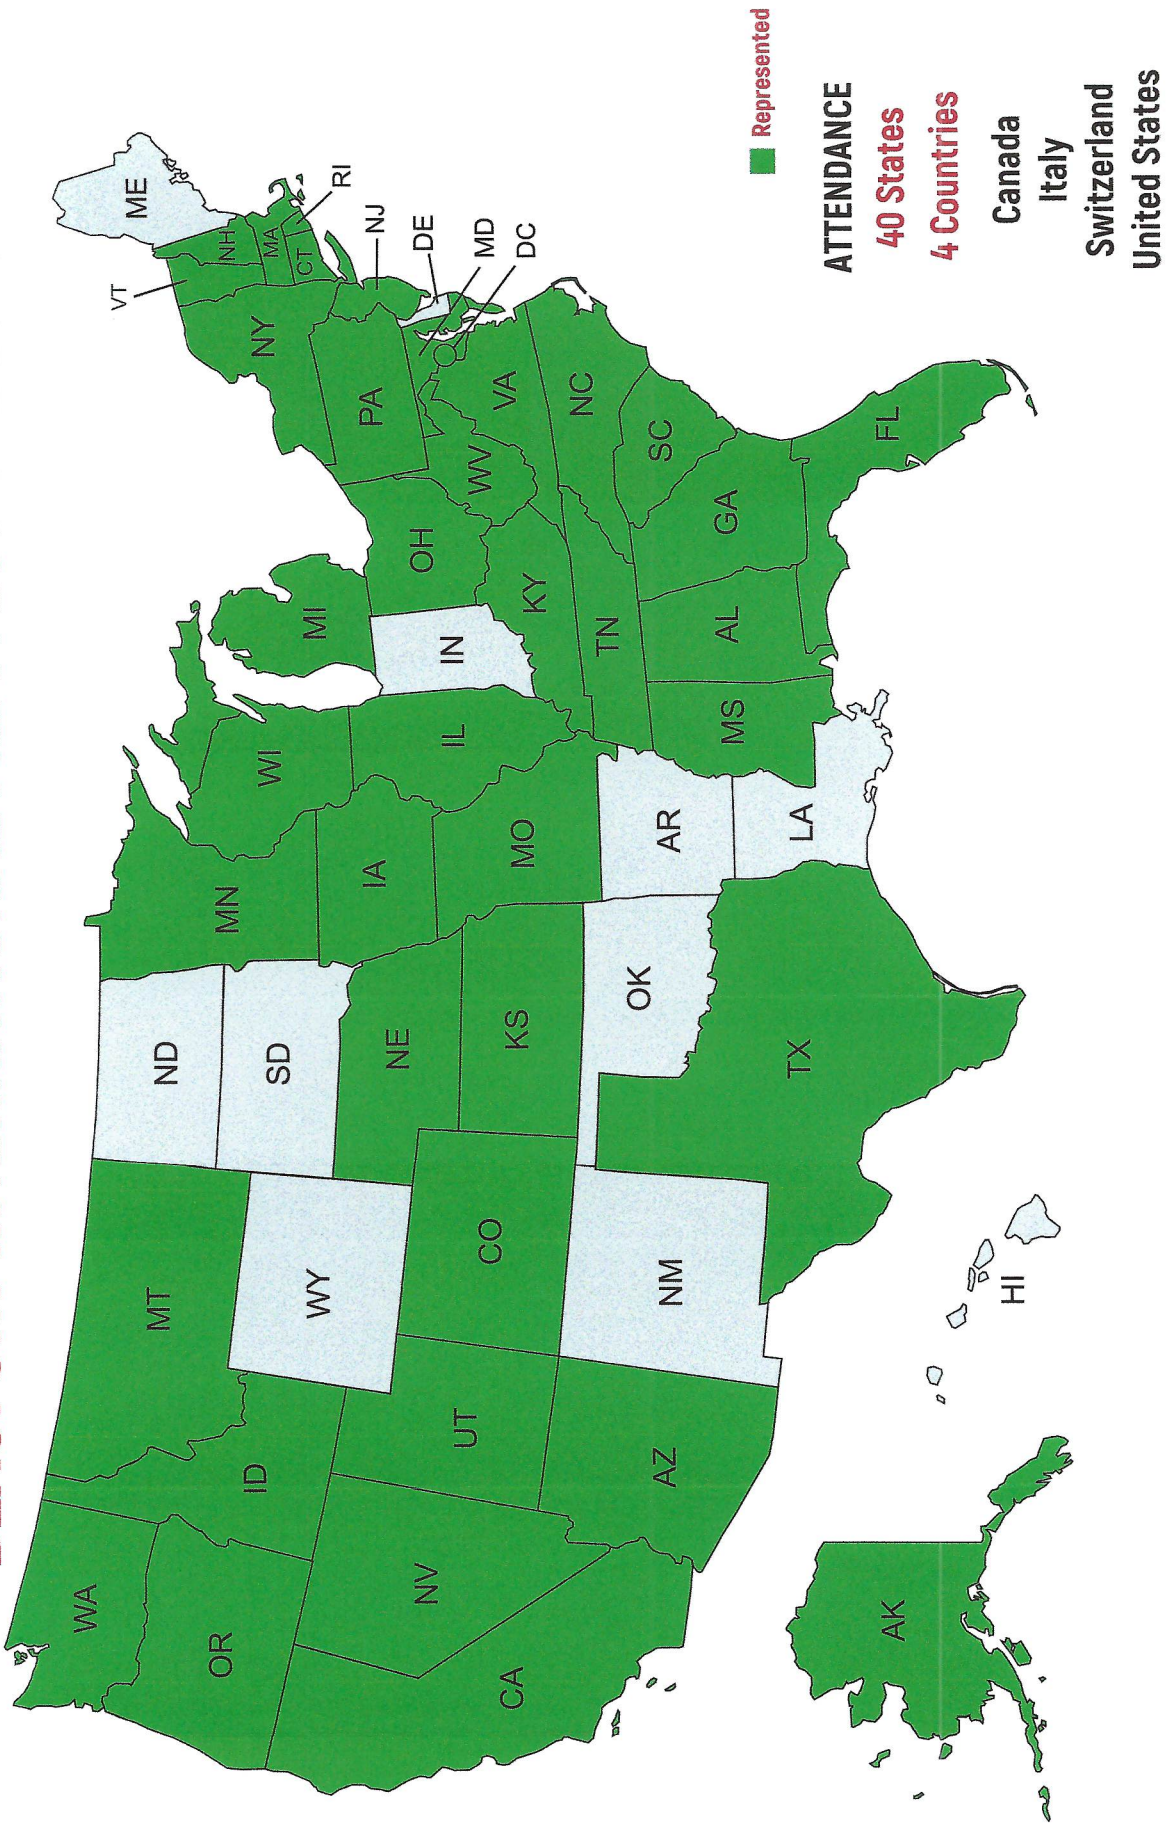 WA
OR
CA
NV
ID
MT
WY
UT
AZ
CO
NM
ND
SD
NE
KS
OK
TX
MN
IA
MO
AR
LA
WI
IL
MS
MI
IN
OH
KY
TN
AL
GA
FL
SC
NC
VA
WV
PA
NY
VT
NH
ME
MA
CT
RI
NJ
DE
MD
DC
AK
HI
Represented
ATTENDANCE
40 States
4 Countries
Canada
Italy
Switzerland
United States